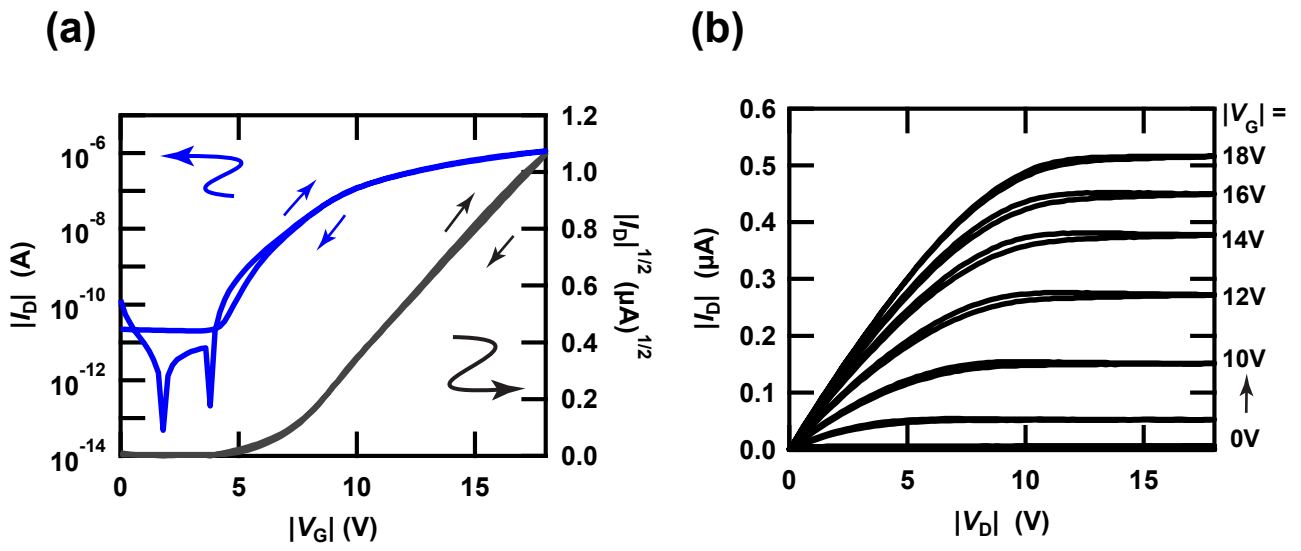 (a)
|I_D| (A)
10^-6
10^-8
10^-10
10^-12
10^-14
1.2
1.0
0.8
0.6
0.4
0.2
0.0
|I_D|^1/2 (µA)^1/2
0
5
10
15
|V_G| (V)
(b)
|I_D| (µA)
0.6
0.5
0.4
0.3
0.2
0.1
0.0
|V_G| =
18V
16V
14V
12V
10V
0V
0
5
10
15
|V_D| (V)